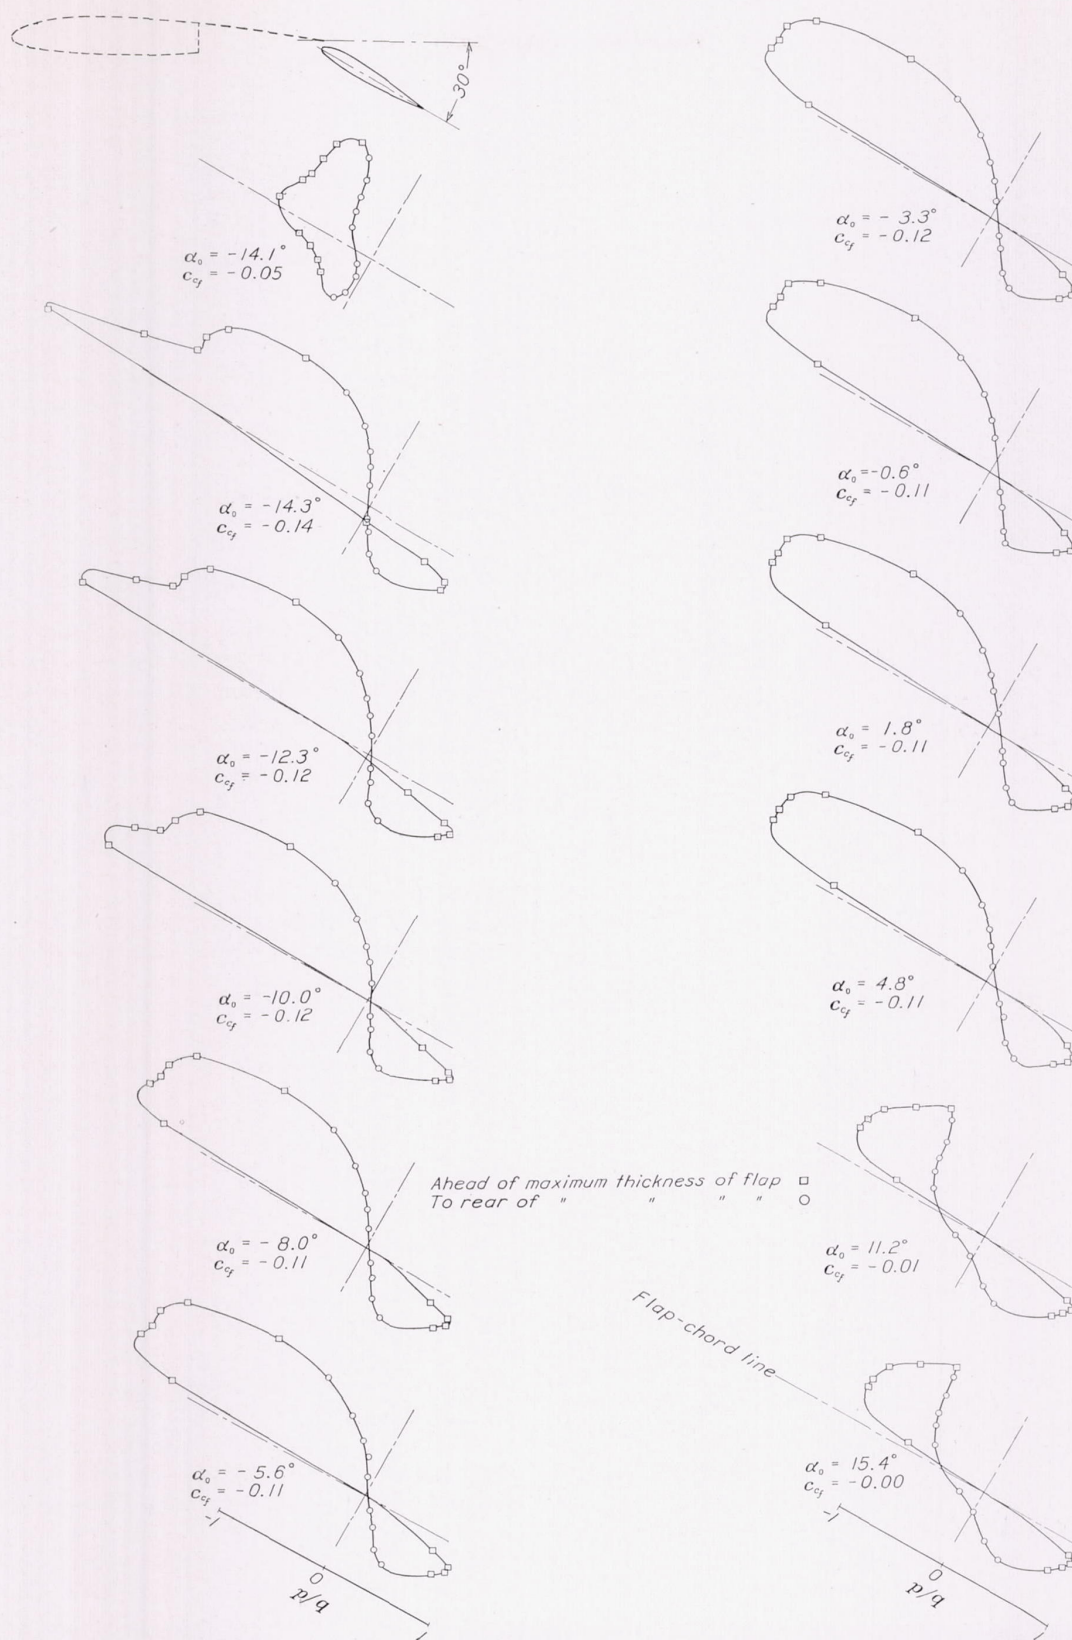 30°
α₀ = -14.1°
c_cf = -0.05
α₀ = -14.3°
c_cf = -0.14
α₀ = -12.3°
c_cf = -0.12
α₀ = -10.0°
c_cf = -0.12
α₀ = -8.0°
c_cf = -0.11
α₀ = -5.6°
c_cf = -0.11
-1
0
p/q
1
α₀ = -3.3°
c_cf = -0.12
α₀ = -0.6°
c_cf = -0.11
α₀ = 1.8°
c_cf = -0.11
α₀ = 4.8°
c_cf = -0.11
Ahead of maximum thickness of flap □
To rear of " " " " ○
α₀ = 11.2°
c_cf = -0.01
Flap-chord line
α₀ = 15.4°
c_cf = -0.00
-1
0
p/q
1